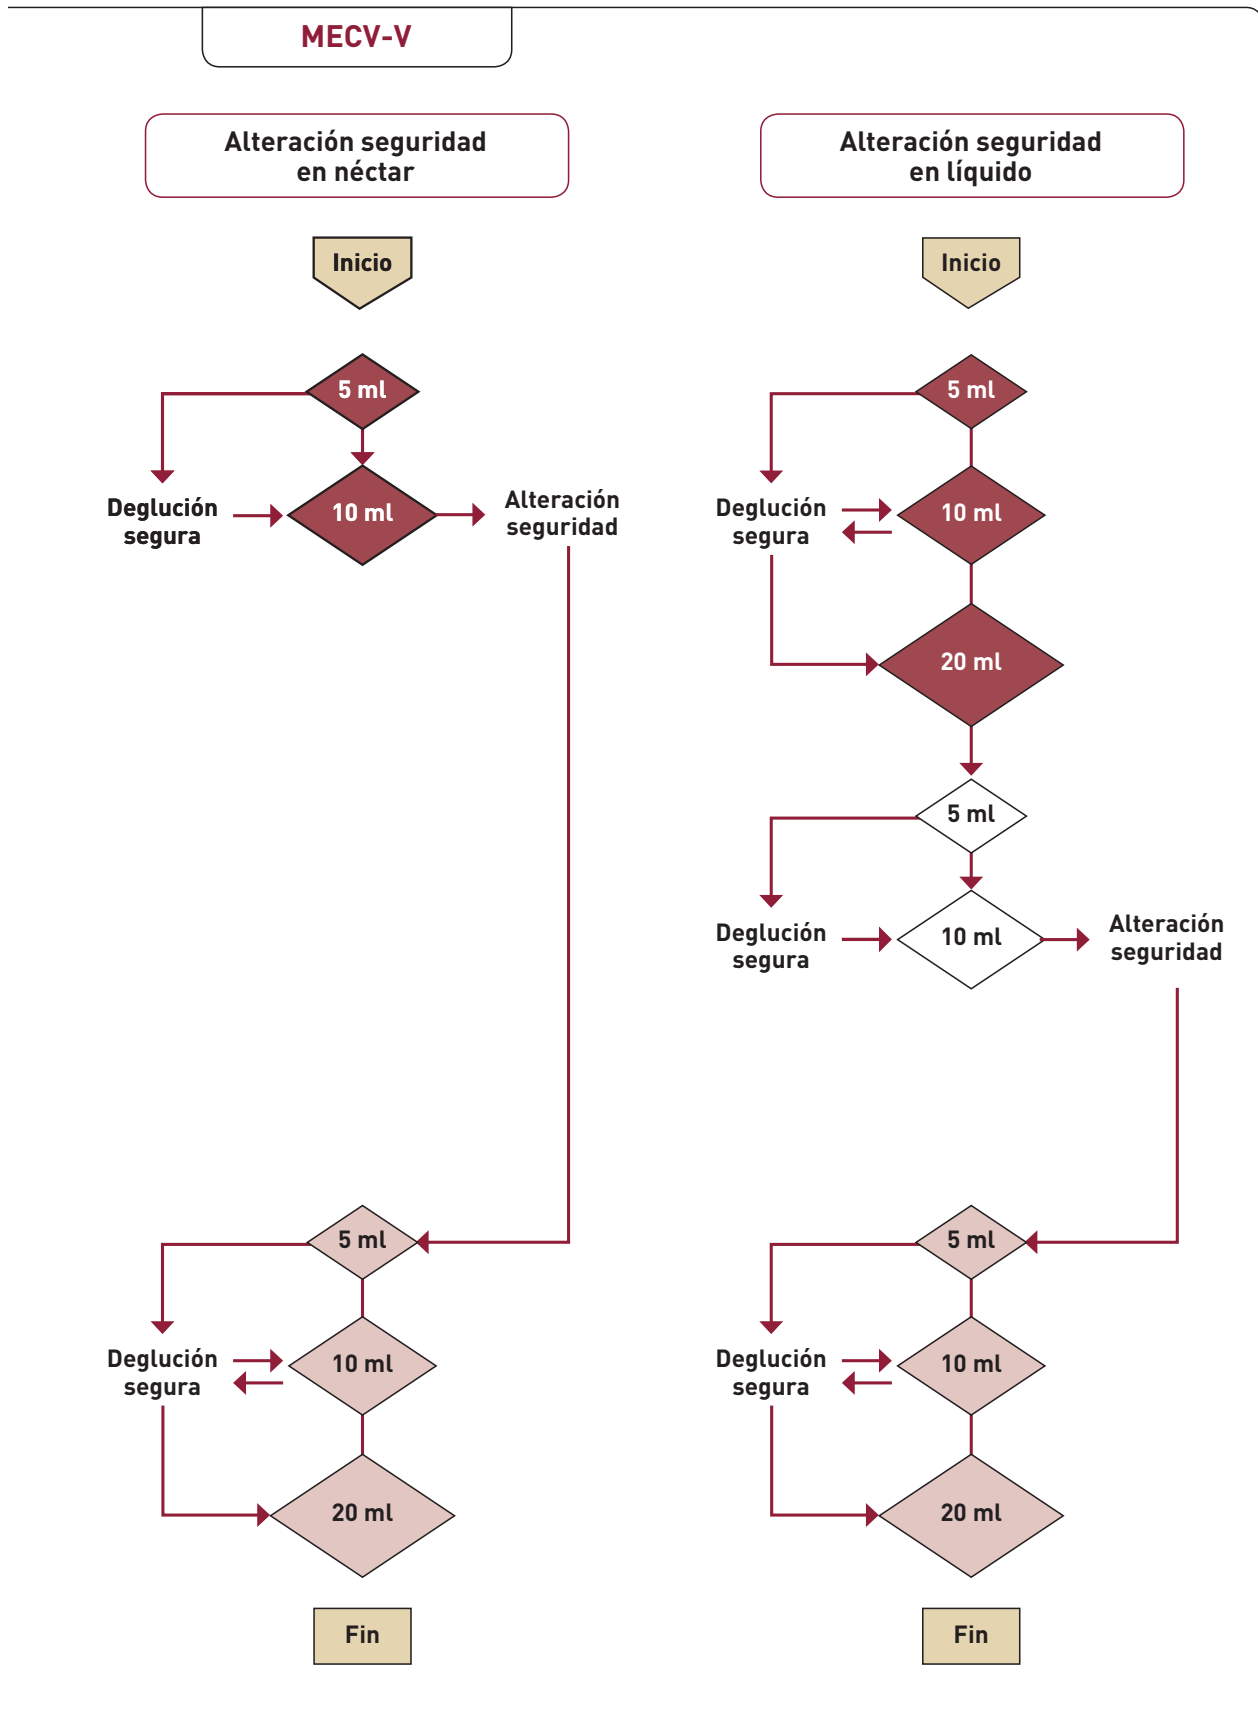 MECV-V
Alteración seguridad
en néctar
Inicio
5 ml
Deglución
segura
10 ml
Alteración
seguridad
5 ml
Deglución
segura
10 ml
20 ml
Fin
Alteración seguridad
en líquido
Inicio
5 ml
Deglución
segura
10 ml
20 ml
5 ml
Deglución
segura
10 ml
Alteración
seguridad
5 ml
Deglución
segura
10 ml
20 ml
Fin